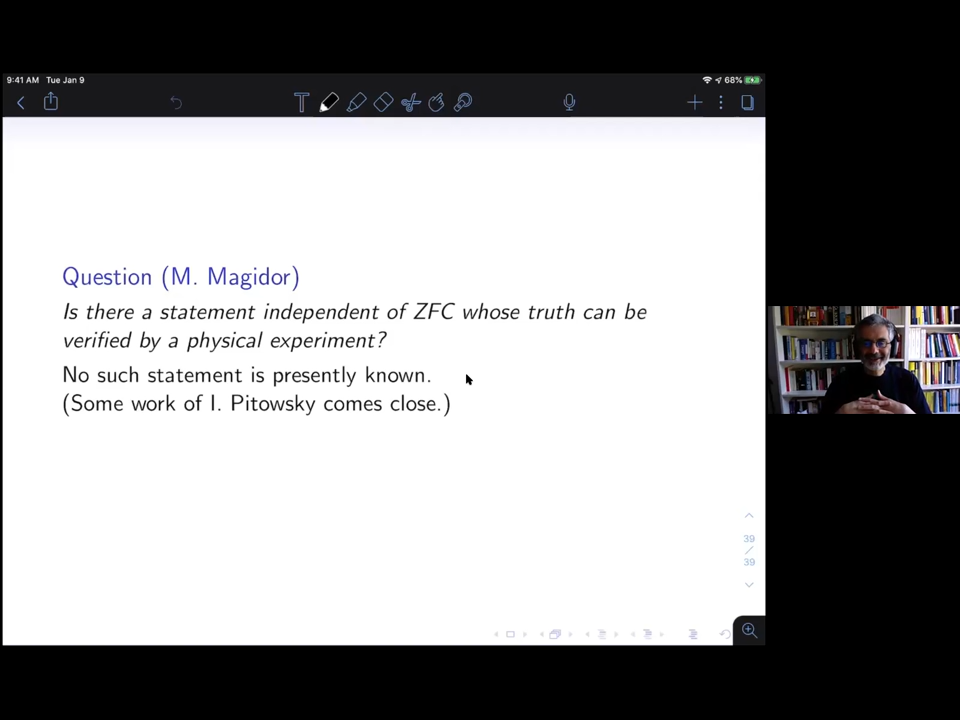 9:41 AM Tue Jan 9
68%
T
Question (M. Magidor)
Is there a statement independent of ZFC whose truth can be
verified by a physical experiment?
No such statement is presently known.
(Some work of I. Pitowsky comes close.)
39
/
39